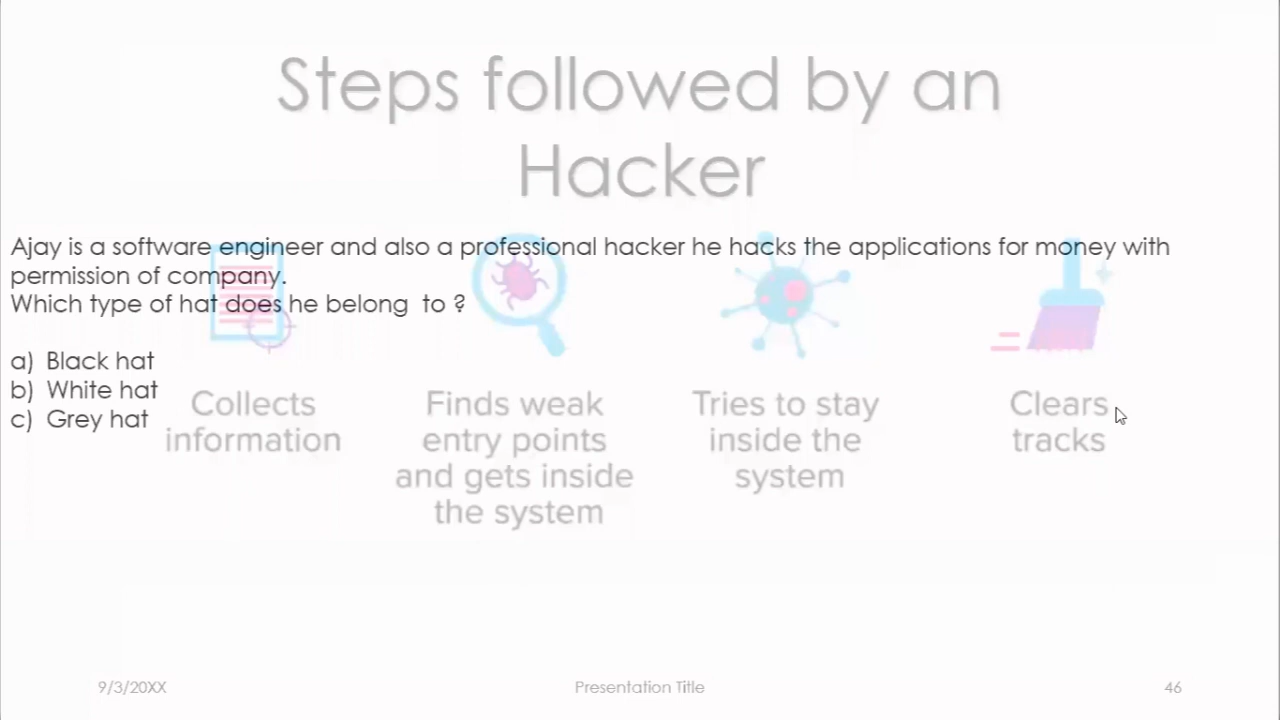 Steps followed by an
Hacker
Ajay is a software engineer and also a professional hacker he hacks the applications for money with
permission of company.
Which type of hat does he belong to ?
a) Black hat
b) White hat
c) Grey hat
Collects
information
Finds weak
entry points
and gets inside
the system
Tries to stay
inside the
system
Clears
tracks
9/3/20XX
Presentation Title
46